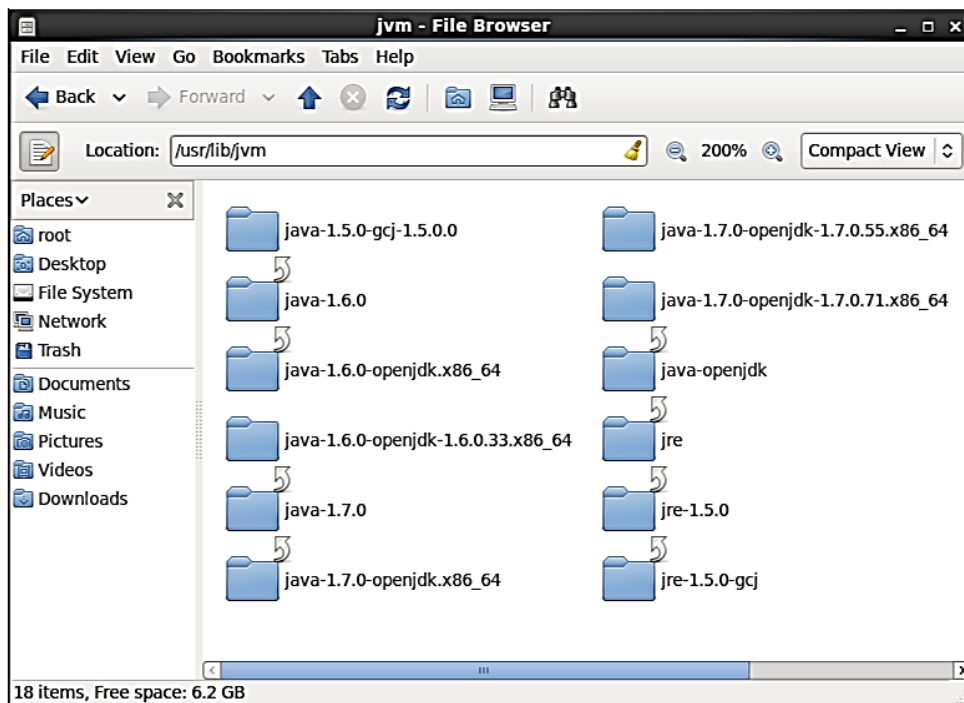 jvm - File Browser
File Edit View Go Bookmarks Tabs Help
Back Forward
Location: /usr/lib/jvm 200% Compact View
Places
root
Desktop
File System
Network
Trash
Documents
Music
Pictures
Videos
Downloads
java-1.5.0-gcj-1.5.0.0
java-1.6.0
java-1.6.0-openjdk.x86_64
java-1.6.0-openjdk-1.6.0.33.x86_64
java-1.7.0
java-1.7.0-openjdk.x86_64
java-1.7.0-openjdk-1.7.0.55.x86_64
java-1.7.0-openjdk-1.7.0.71.x86_64
java-openjdk
jre
jre-1.5.0
jre-1.5.0-gcj
18 items, Free space: 6.2 GB